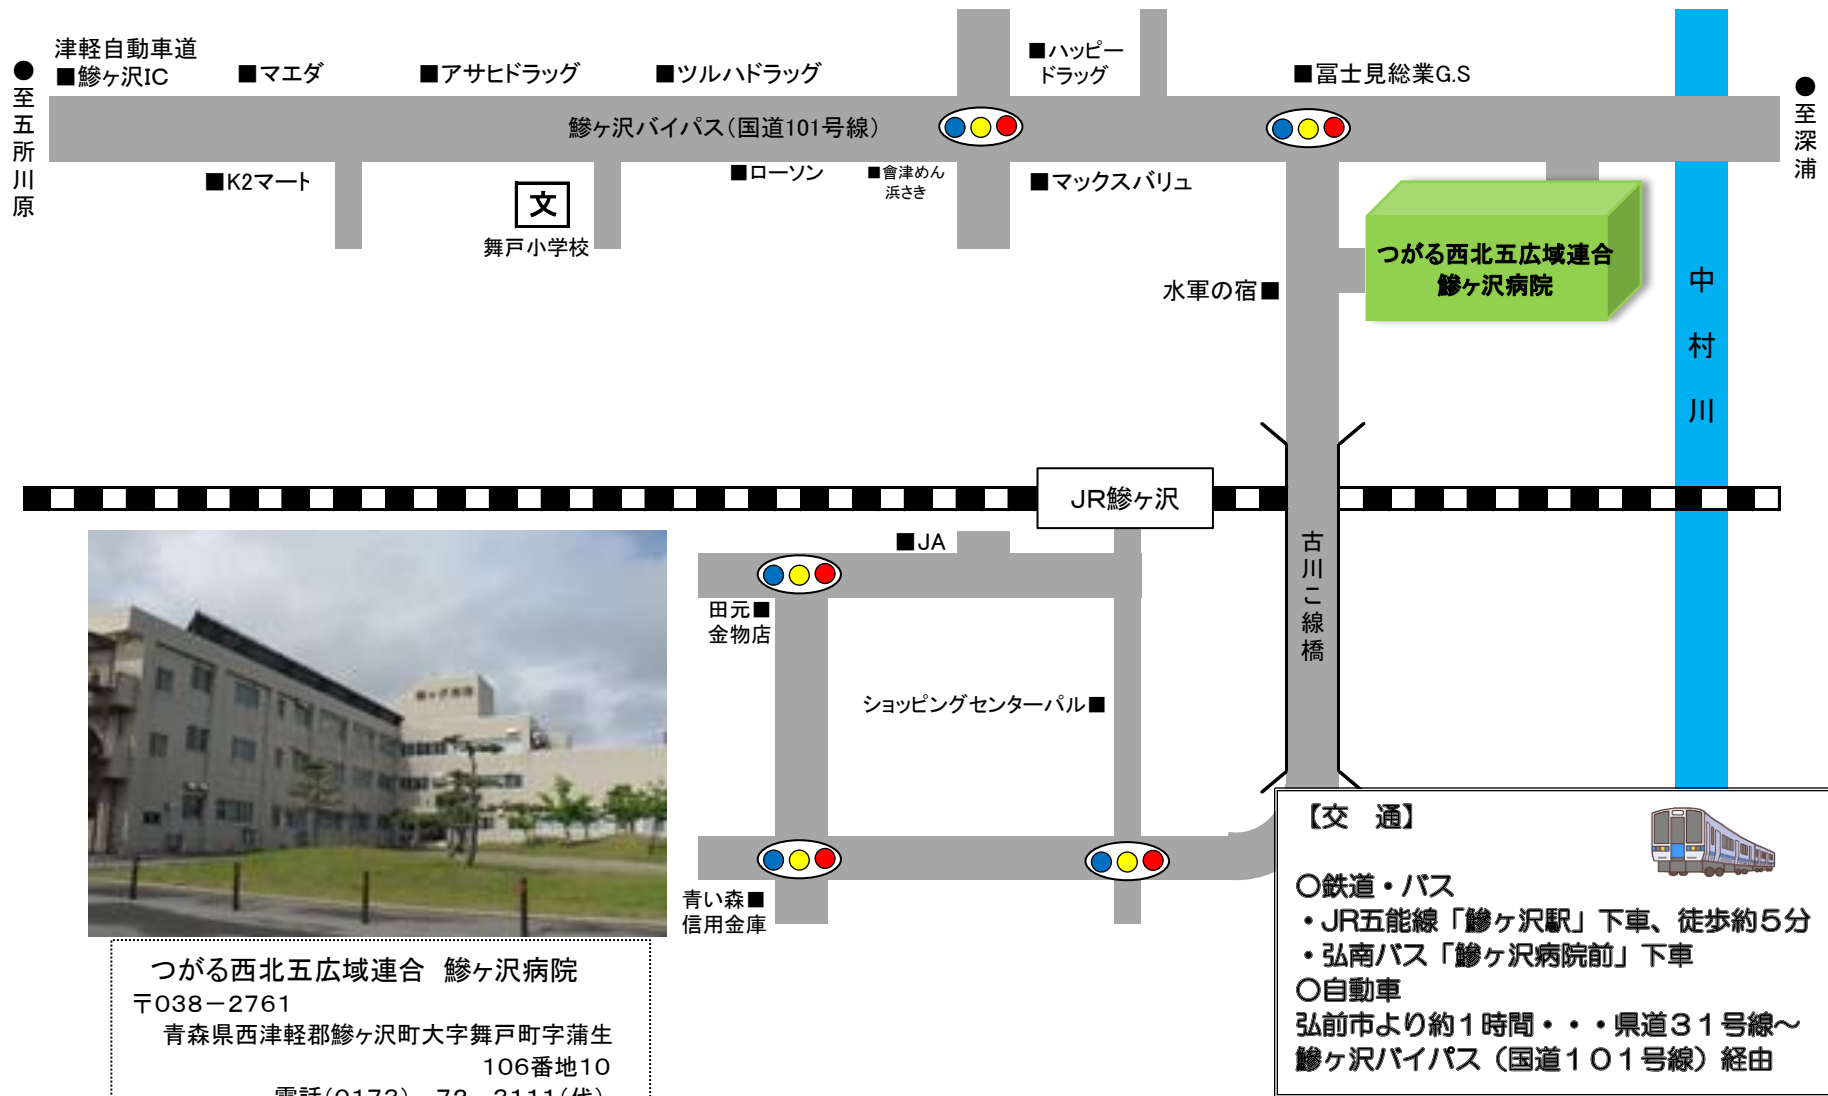 津軽自動車道
■鰺ヶ沢IC
■マエダ
■アサヒドラッグ
■ツルハドラッグ
■ハッピー
ドラッグ
■冨士見総業G.S
●至五所川原
●至深浦
鰺ヶ沢バイパス(国道101号線)
■K2マート
文
舞戸小学校
■ローソン
■會津めん
浜さき
■マックスバリュ
つがる西北五広域連合
鰺ヶ沢病院
水軍の宿■
中村川
JR鰺ヶ沢
■JA
古川こ線橋
田元■
金物店
ショッピングセンターパル■
青い森■
信用金庫
【交　通】
○鉄道・バス
・JR五能線「鰺ヶ沢駅」下車、徒歩約5分
・弘南バス「鰺ヶ沢病院前」下車
○自動車
弘前市より約1時間・・・県道31号線～
鰺ヶ沢バイパス（国道101号線）経由
つがる西北五広域連合 鰺ヶ沢病院
〒038－2761
青森県西津軽郡鰺ヶ沢町大字舞戸町字蒲生
106番地10
電話(0173) 72－3111(代)